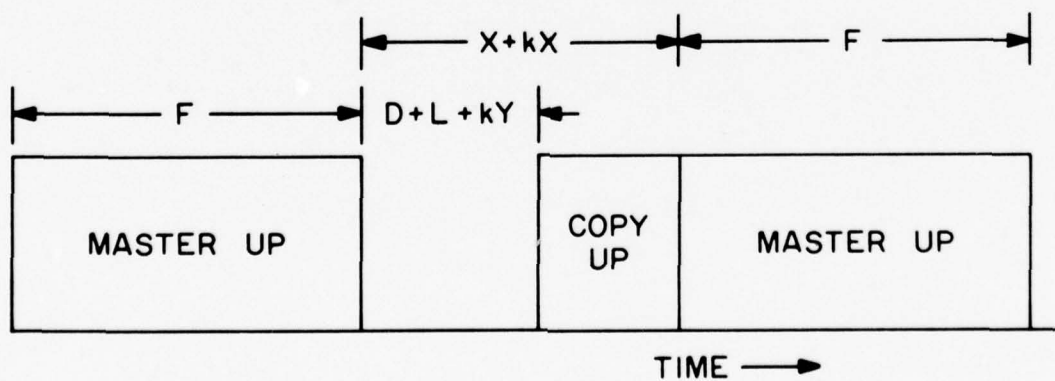 X+kX F
F D+L+kY
MASTER UP COPY UP MASTER UP
TIME